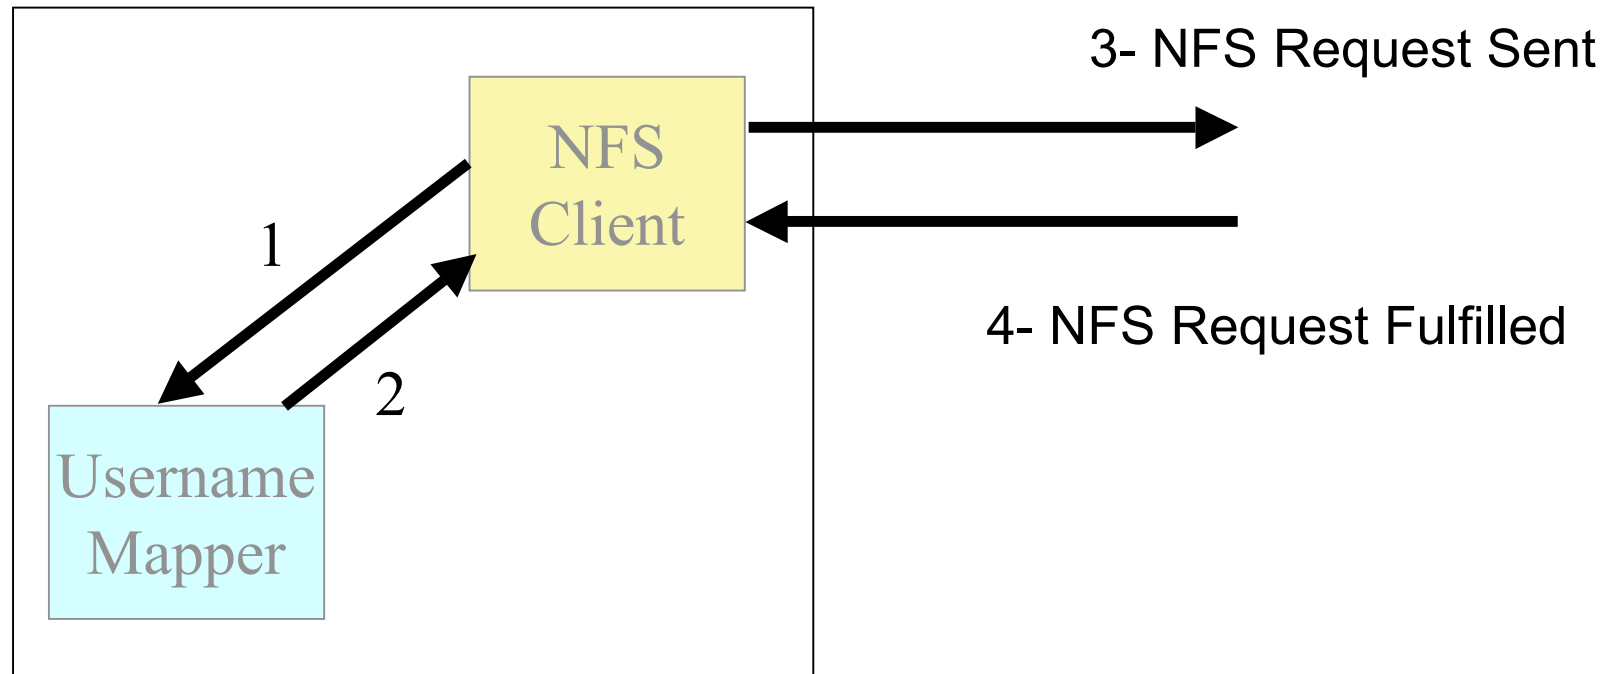 3- NFS Request Sent
NFS
Client
1
4- NFS Request Fulfilled
2
Username
Mapper